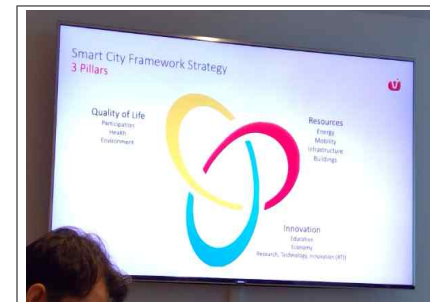 Smart City Framework Strategy
3 Pillars
Quality of Life
Participation
Health
Environment
Resources
Energy
Mobility
Infrastructure
Buildings
Innovation
Education
Economy
Research, Technology, Innovation (RTI)